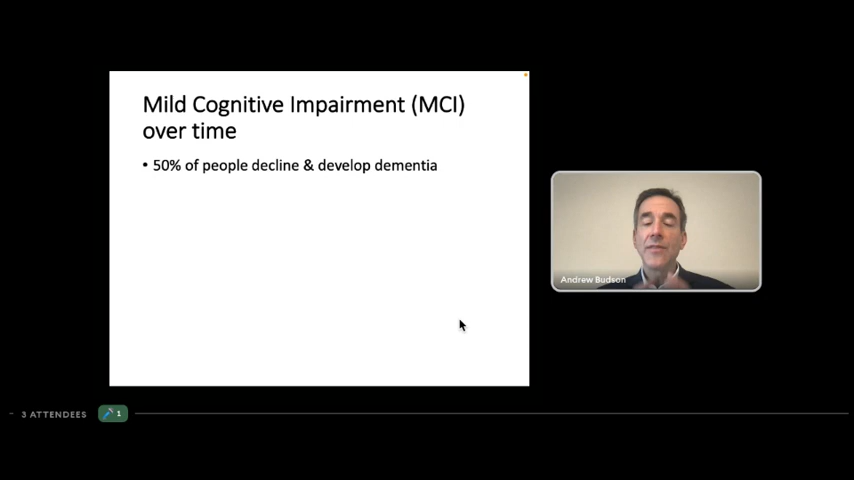 Mild Cognitive Impairment (MCI)
over time
• 50% of people decline & develop dementia
Andrew Budson
3 ATTENDEES
1